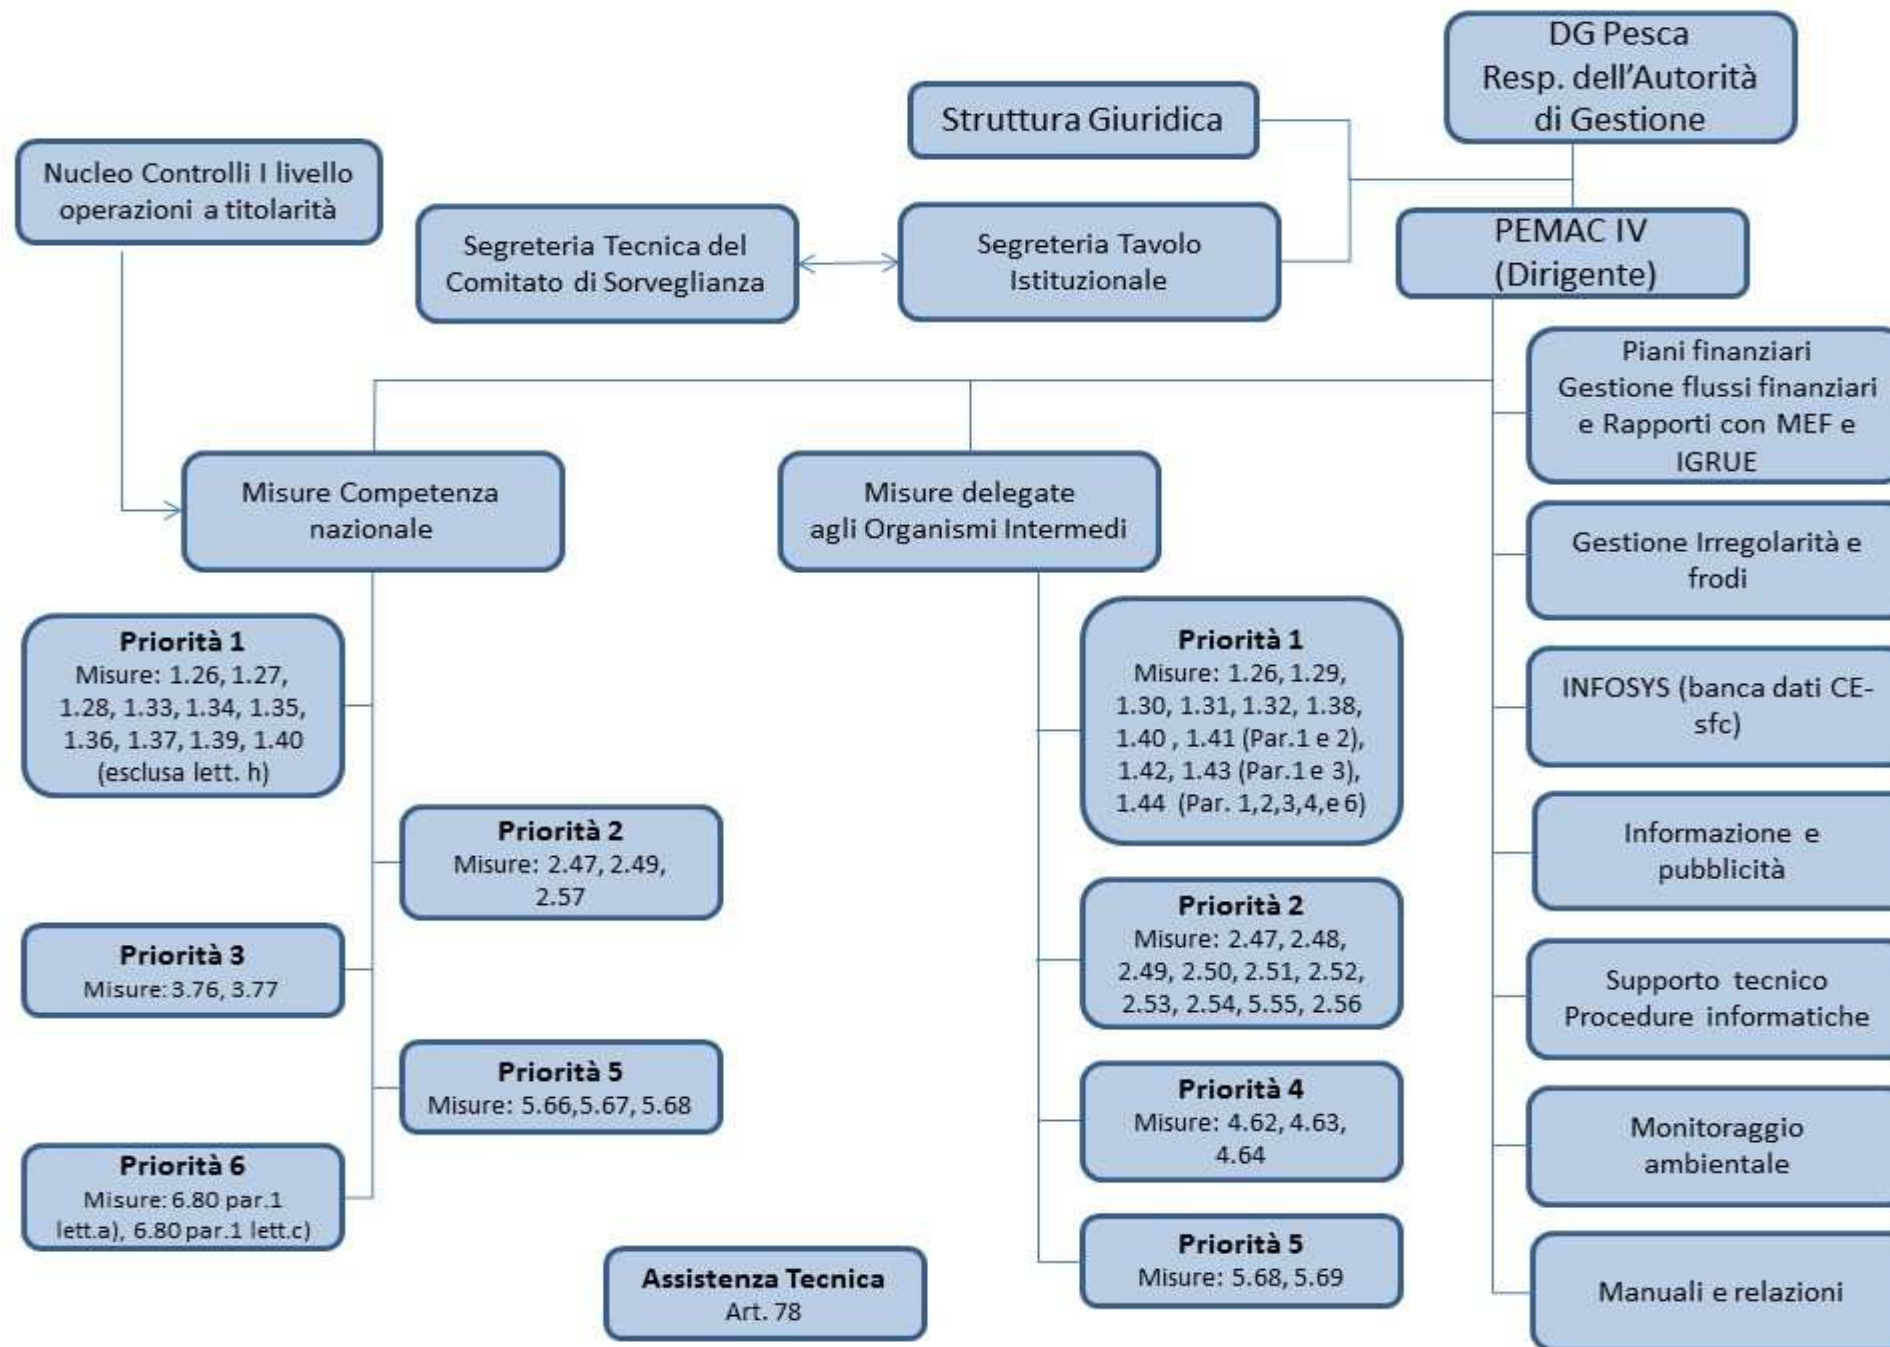 DG Pesca
Resp. dell'Autorità
di Gestione
Struttura Giuridica
Nucleo Controlli I livello
operazioni a titolarità
Segreteria Tecnica del
Comitato di Sorveglianza
Segreteria Tavolo
Istituzionale
PEMAC IV
(Dirigente)
Misure Competenza
nazionale
Misure delegate
agli Organismi Intermedi
Priorità 1
Misure: 1.26, 1.27,
1.28, 1.33, 1.34, 1.35,
1.36, 1.37, 1.39, 1.40
(esclusa lett. h)
Priorità 2
Misure: 2.47, 2.49,
2.57
Priorità 3
Misure: 3.76, 3.77
Priorità 5
Misure: 5.66,5.67, 5.68
Priorità 6
Misure: 6.80 par.1
lett.a), 6.80 par.1 lett.c)
Assistenza Tecnica
Art. 78
Priorità 1
Misure: 1.26, 1.29,
1.30, 1.31, 1.32, 1.38,
1.40 , 1.41 (Par.1 e 2),
1.42, 1.43 (Par.1 e 3),
1.44 (Par. 1,2,3,4,e 6)
Priorità 2
Misure: 2.47, 2.48,
2.49, 2.50, 2.51, 2.52,
2.53, 2.54, 5.55, 2.56
Priorità 4
Misure: 4.62, 4.63,
4.64
Priorità 5
Misure: 5.68, 5.69
Piani finanziari
Gestione flussi finanziari
e Rapporti con MEF e
IGRUE
Gestione Irregolarità e
frodi
INFOSYS (banca dati CE-
sfc)
Informazione e
pubblicità
Supporto tecnico
Procedure informatiche
Monitoraggio
ambientale
Manuali e relazioni